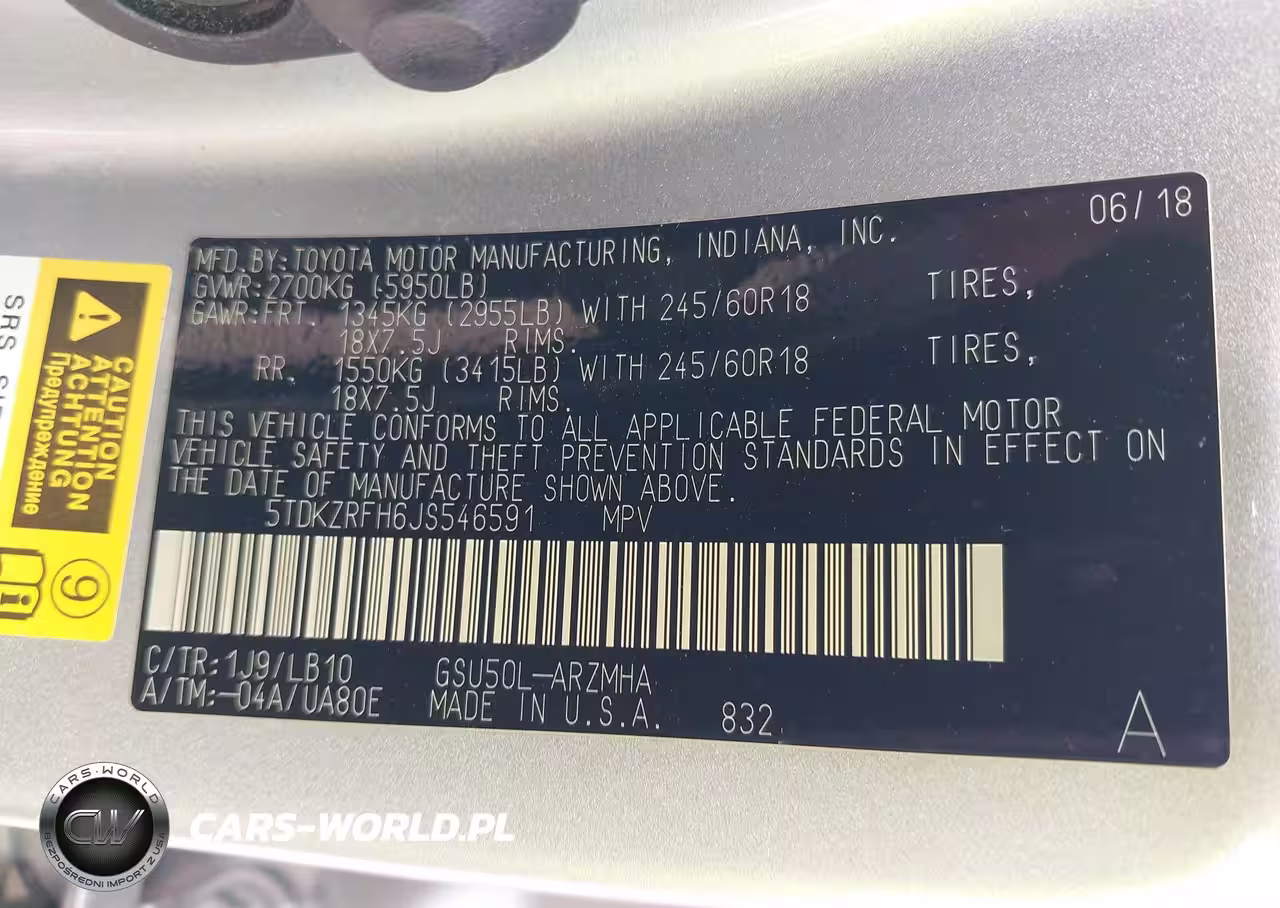 06/18
MFD.BY:TOYOTA MOTOR MANUFACTURING, INDIANA, INC.
GVWR:2700KG (5950LB)
GAWR:FRT. 1345KG (2955LB) WITH 245/60R18 TIRES,
18X7.5J RIMS.
RR. 1550KG (3415LB) WITH 245/60R18 TIRES,
18X7.5J RIMS.
THIS VEHICLE CONFORMS TO ALL APPLICABLE FEDERAL MOTOR
VEHICLE SAFETY AND THEFT PREVENTION STANDARDS IN EFFECT ON
THE DATE OF MANUFACTURE SHOWN ABOVE.
5TDKZRFH6JS546591 MPV
C/TR:1J9/LB10 GSU50L-ARZMHA
A/TM:-04A/UA80E MADE IN U.S.A. 832
A
CAUTION
ATTENTION
ACHTUNG
Предупреждение
SRS
9
i
CARS-WORLD
CW
BEZPOŚREDNI IMPORT Z USA
CARS-WORLD.PL